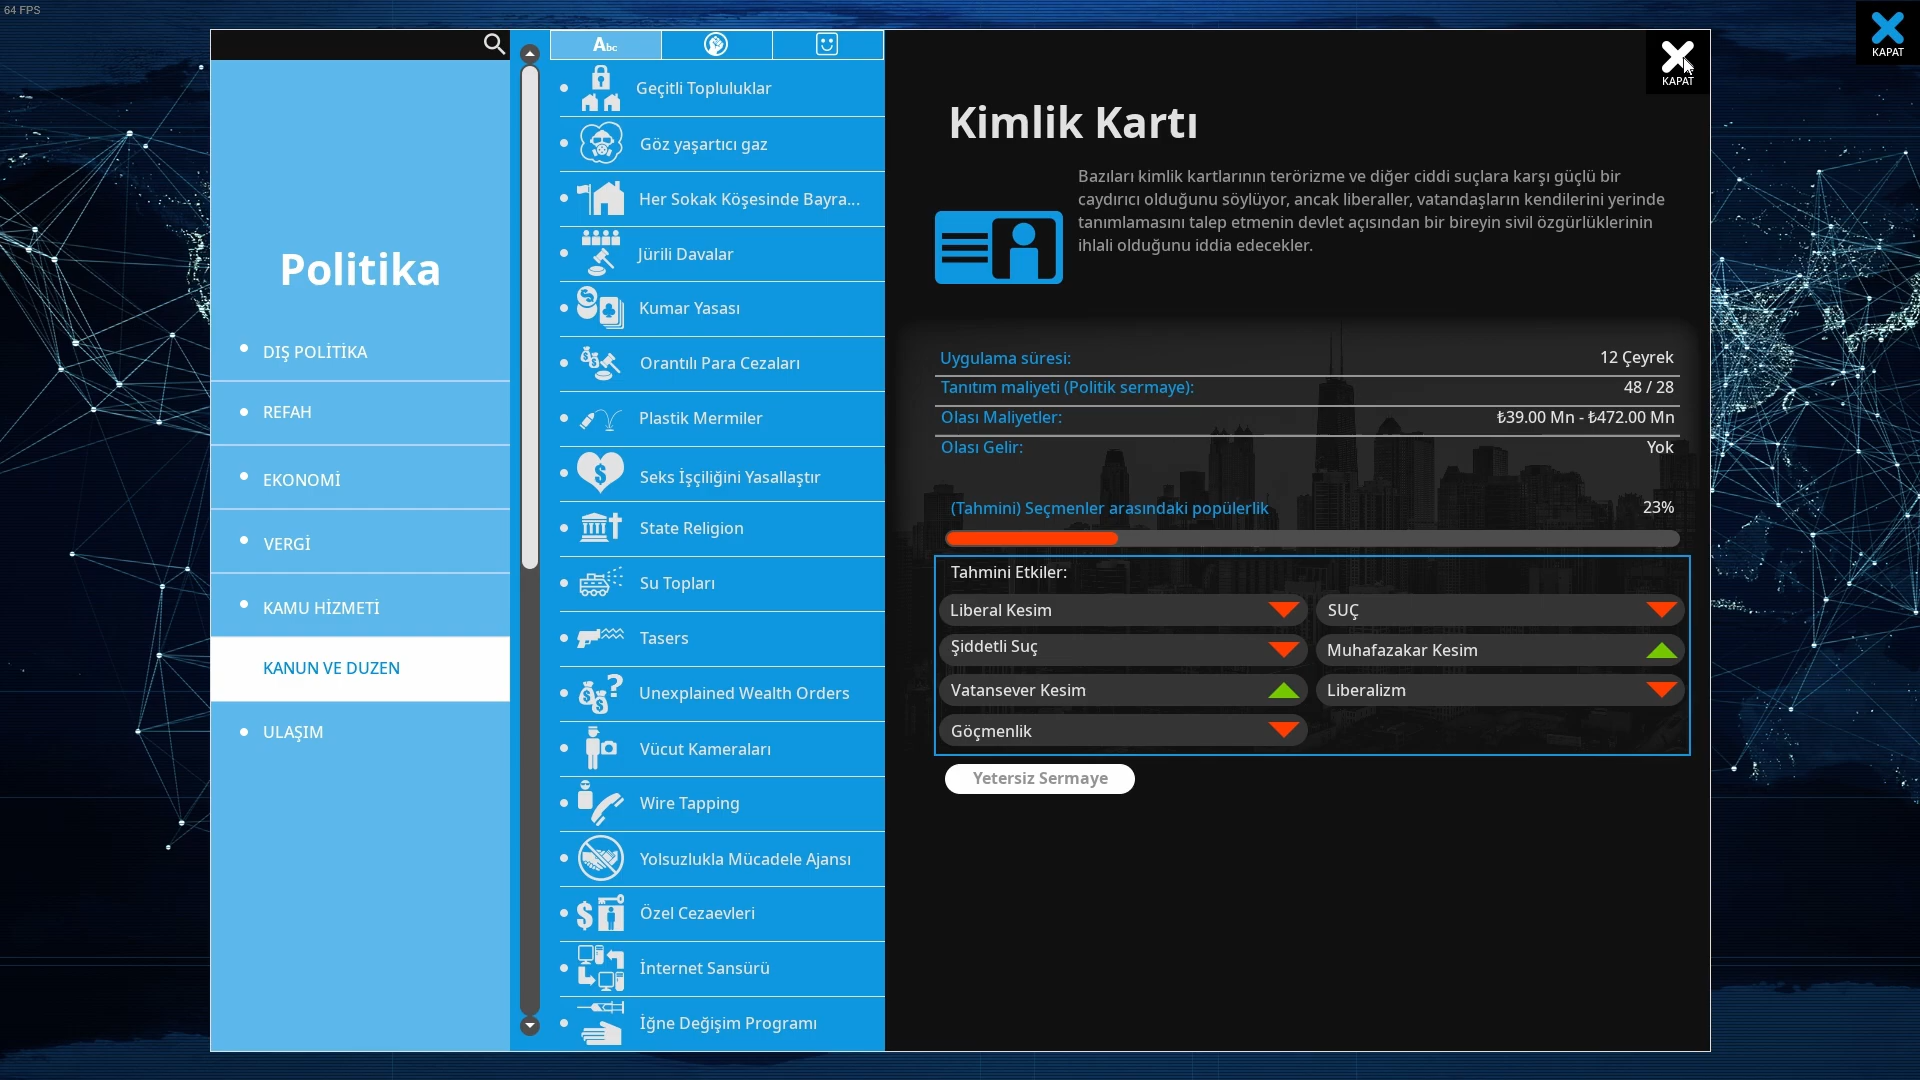 64 FPS
KAPAT
KAPAT
Abc
Politika
DIŞ POLİTİKA
REFAH
EKONOMİ
VERGİ
KAMU HİZMETİ
KANUN VE DUZEN
ULAŞIM
Geçitli Topluluklar
Göz yaşartıcı gaz
Her Sokak Köşesinde Bayra...
Jürili Davalar
Kumar Yasası
Orantılı Para Cezaları
Plastik Mermiler
Seks İşçiliğini Yasallaştır
State Religion
Su Topları
Tasers
Unexplained Wealth Orders
Vücut Kameraları
Wire Tapping
Yolsuzlukla Mücadele Ajansı
Özel Cezaevleri
İnternet Sansürü
İğne Değişim Programı
Kimlik Kartı
Bazıları kimlik kartlarının terörizme ve diğer ciddi suçlara karşı güçlü bir
caydırıcı olduğunu söylüyor, ancak liberaller, vatandaşların kendilerini yerinde
tanımlamasını talep etmenin devlet açısından bir bireyin sivil özgürlüklerinin
ihlali olduğunu iddia edecekler.
Uygulama süresi: 12 Çeyrek
Tanıtım maliyeti (Politik sermaye): 48 / 28
Olası Maliyetler: ₺39.00 Mn - ₺472.00 Mn
Olası Gelir: Yok
(Tahmini) Seçmenler arasındaki popülerlik 23%
Tahmini Etkiler:
Liberal Kesim SUÇ
Şiddetli Suç Muhafazakar Kesim
Vatansever Kesim Liberalizm
Göçmenlik
Yetersiz Sermaye